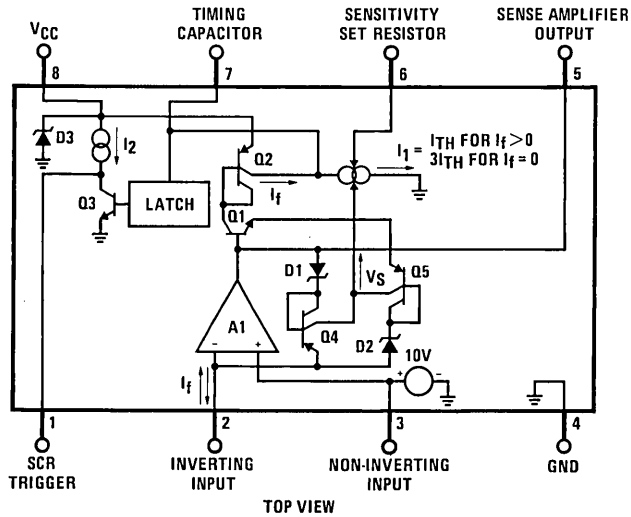 TIMING
CAPACITOR
SENSITIVITY
SET RESISTOR
SENSE AMPLIFIER
OUTPUT
VCC
8
7
6
5
D3
I2
Q2
I1 = ITH FOR If > 0
3ITH FOR If = 0
Q3
LATCH
If
Q1
D1
VS
Q5
A1
Q4
D2
10V
- +
+ -
If
1
2
3
4
SCR
TRIGGER
INVERTING
INPUT
NON-INVERTING
INPUT
GND
TOP VIEW